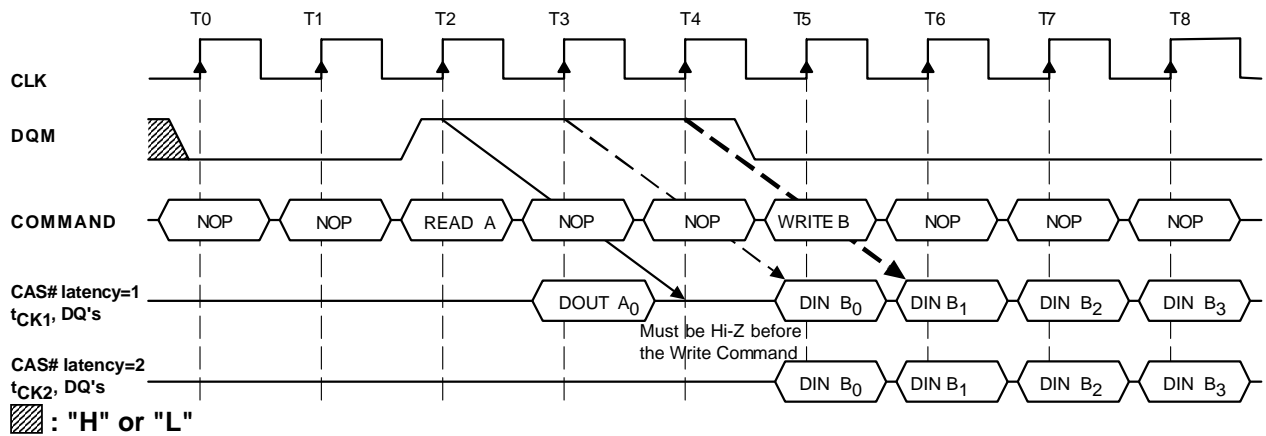 T0 T1 T2 T3 T4 T5 T6 T7 T8
CLK
DQM
COMMAND NOP NOP READ A NOP NOP WRITE B NOP NOP NOP
CAS# latency=1
tCK1, DQ's
DOUT A0 DIN B0 DIN B1 DIN B2 DIN B3
Must be Hi-Z before
the Write Command
CAS# latency=2
tCK2, DQ's
DIN B0 DIN B1 DIN B2 DIN B3
: "H" or "L"